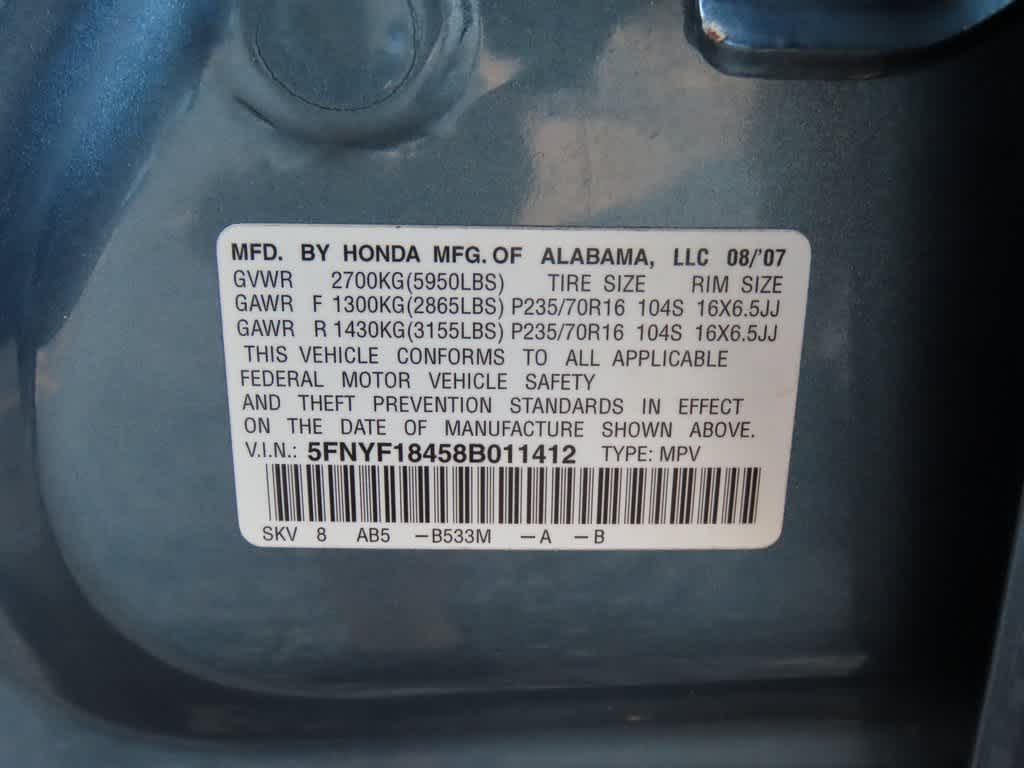 MFD. BY HONDA MFG. OF ALABAMA, LLC 08/'07
GVWR 2700KG(5950LBS) TIRE SIZE RIM SIZE
GAWR F 1300KG(2865LBS) P235/70R16 104S 16X6.5JJ
GAWR R 1430KG(3155LBS) P235/70R16 104S 16X6.5JJ
THIS VEHICLE CONFORMS TO ALL APPLICABLE
FEDERAL MOTOR VEHICLE SAFETY
AND THEFT PREVENTION STANDARDS IN EFFECT
ON THE DATE OF MANUFACTURE SHOWN ABOVE.
V.I.N.: 5FNYF18458B011412 TYPE: MPV
SKV 8 AB5 –B533M –A –B